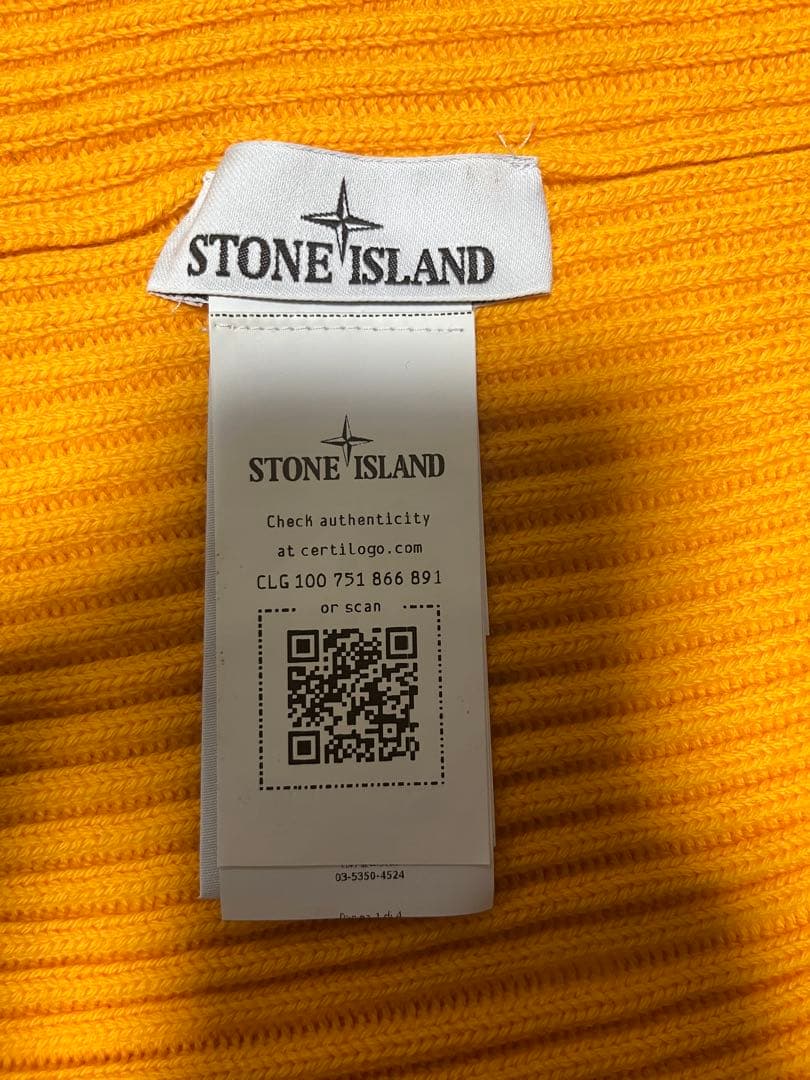 STONE ISLAND
STONE ISLAND
Check authenticity
at certilogo.com
CLG 100 751 866 891
or scan
03-5350-4524